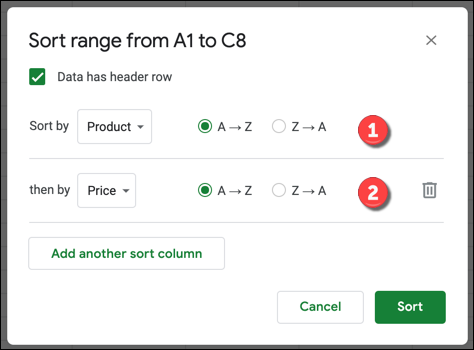 Sort range from A1 to C8
Data has header row
Sort by Product A → Z Z → A 1
then by Price A → Z Z → A 2
Add another sort column
Cancel Sort